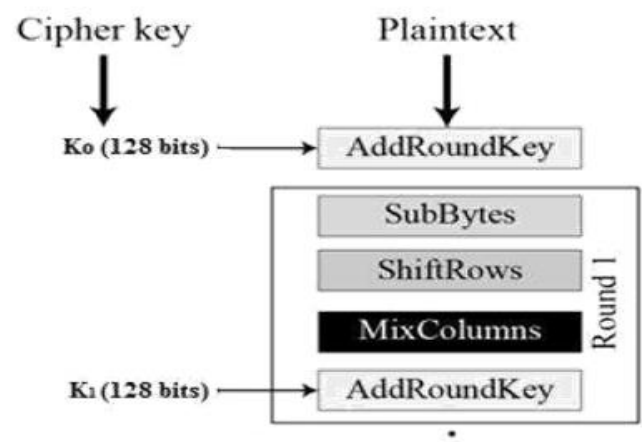 Cipher key
Plaintext
K₀ (128 bits)
AddRoundKey
SubBytes
ShiftRows
MixColumns
Round 1
K₁ (128 bits)
AddRoundKey